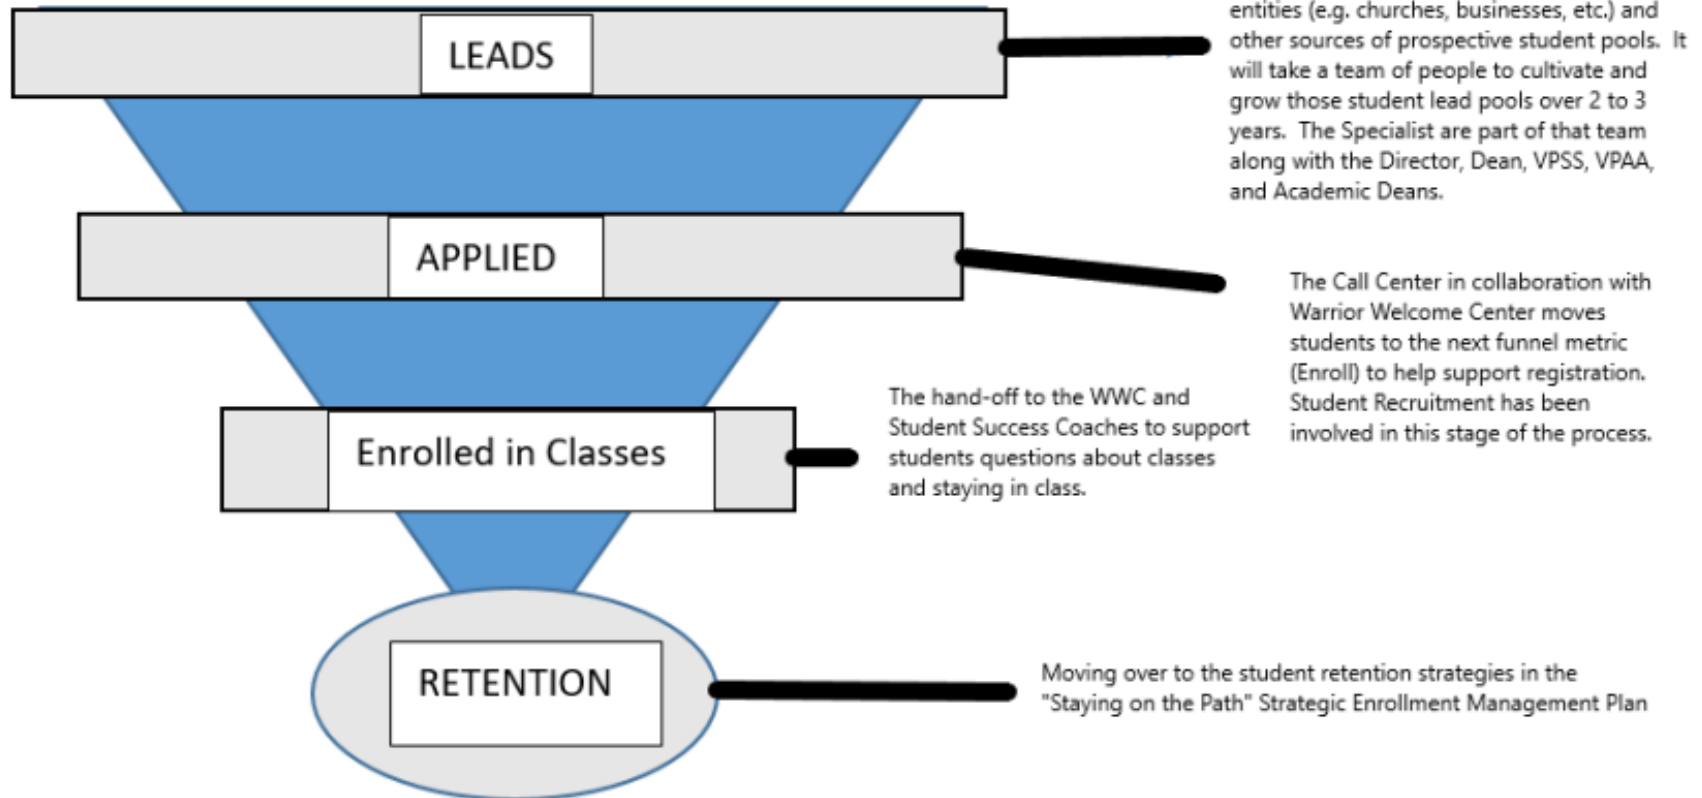 LEADS
entities (e.g. churches, businesses, etc.) and
other sources of prospective student pools.  It
will take a team of people to cultivate and
grow those student lead pools over 2 to 3
years.  The Specialist are part of that team
along with the Director, Dean, VPSS, VPAA,
and Academic Deans.
APPLIED
The Call Center in collaboration with
Warrior Welcome Center moves
students to the next funnel metric
(Enroll) to help support registration.
Student Recruitment has been
involved in this stage of the process.
Enrolled in Classes
The hand-off to the WWC and
Student Success Coaches to support
students questions about classes
and staying in class.
RETENTION
Moving over to the student retention strategies in the
"Staying on the Path" Strategic Enrollment Management Plan